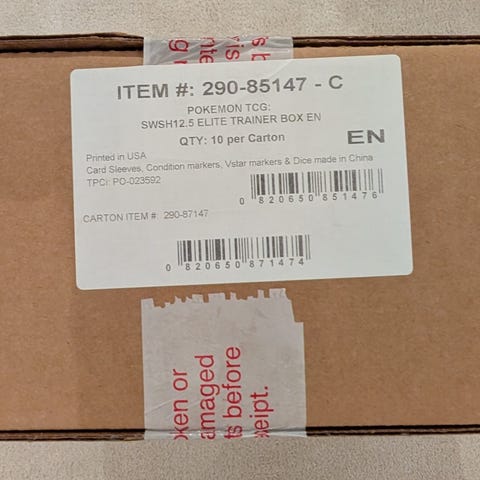 ITEM #: 290-85147 - C
POKEMON TCG:
SWSH12.5 ELITE TRAINER BOX EN
QTY: 10 per Carton
EN
Printed in USA
Card Sleeves, Condition markers, Vstar markers & Dice made in China
TPCi: PO-023592
0 820650 851476
CARTON ITEM #: 290-87147
0 820650 871474
ken or
amaged
ts before
eipt.